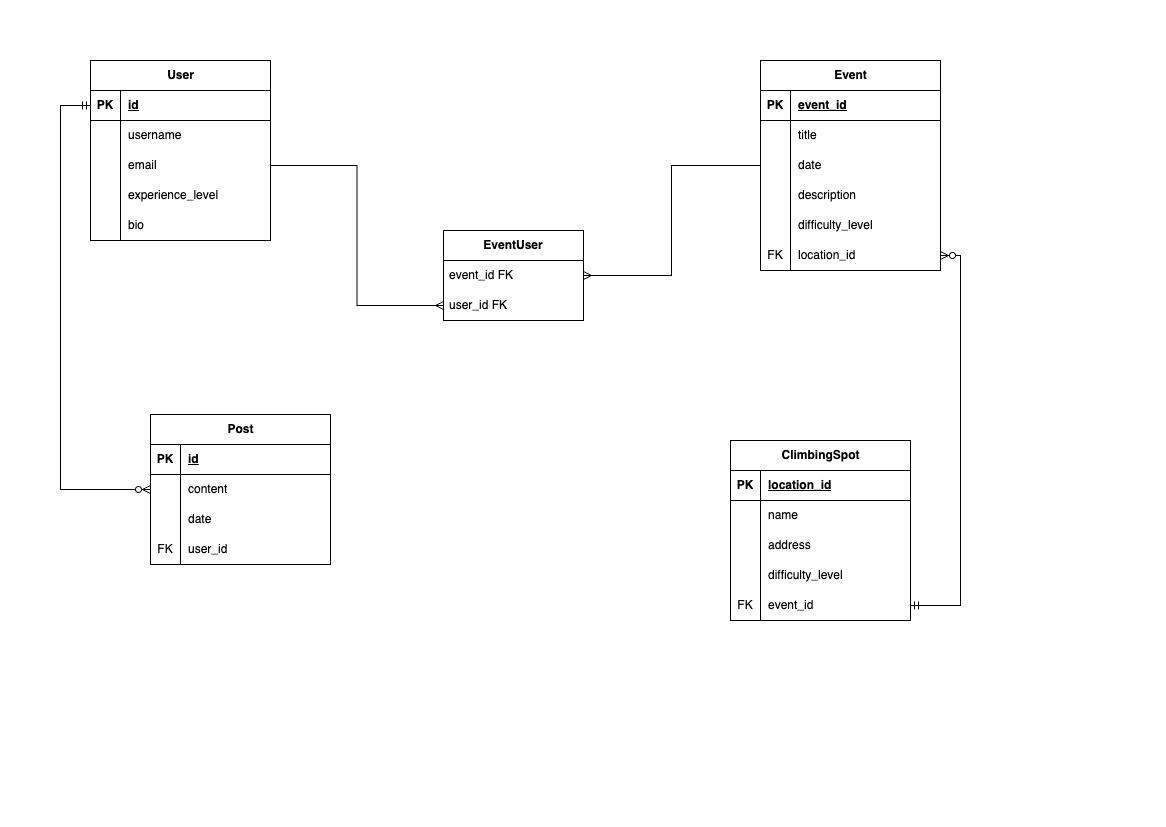 User
PK id
username
email
experience_level
bio
Event
PK event_id
title
date
description
difficulty_level
FK location_id
EventUser
event_id FK
user_id FK
Post
PK id
content
date
FK user_id
ClimbingSpot
PK location_id
name
address
difficulty_level
FK event_id